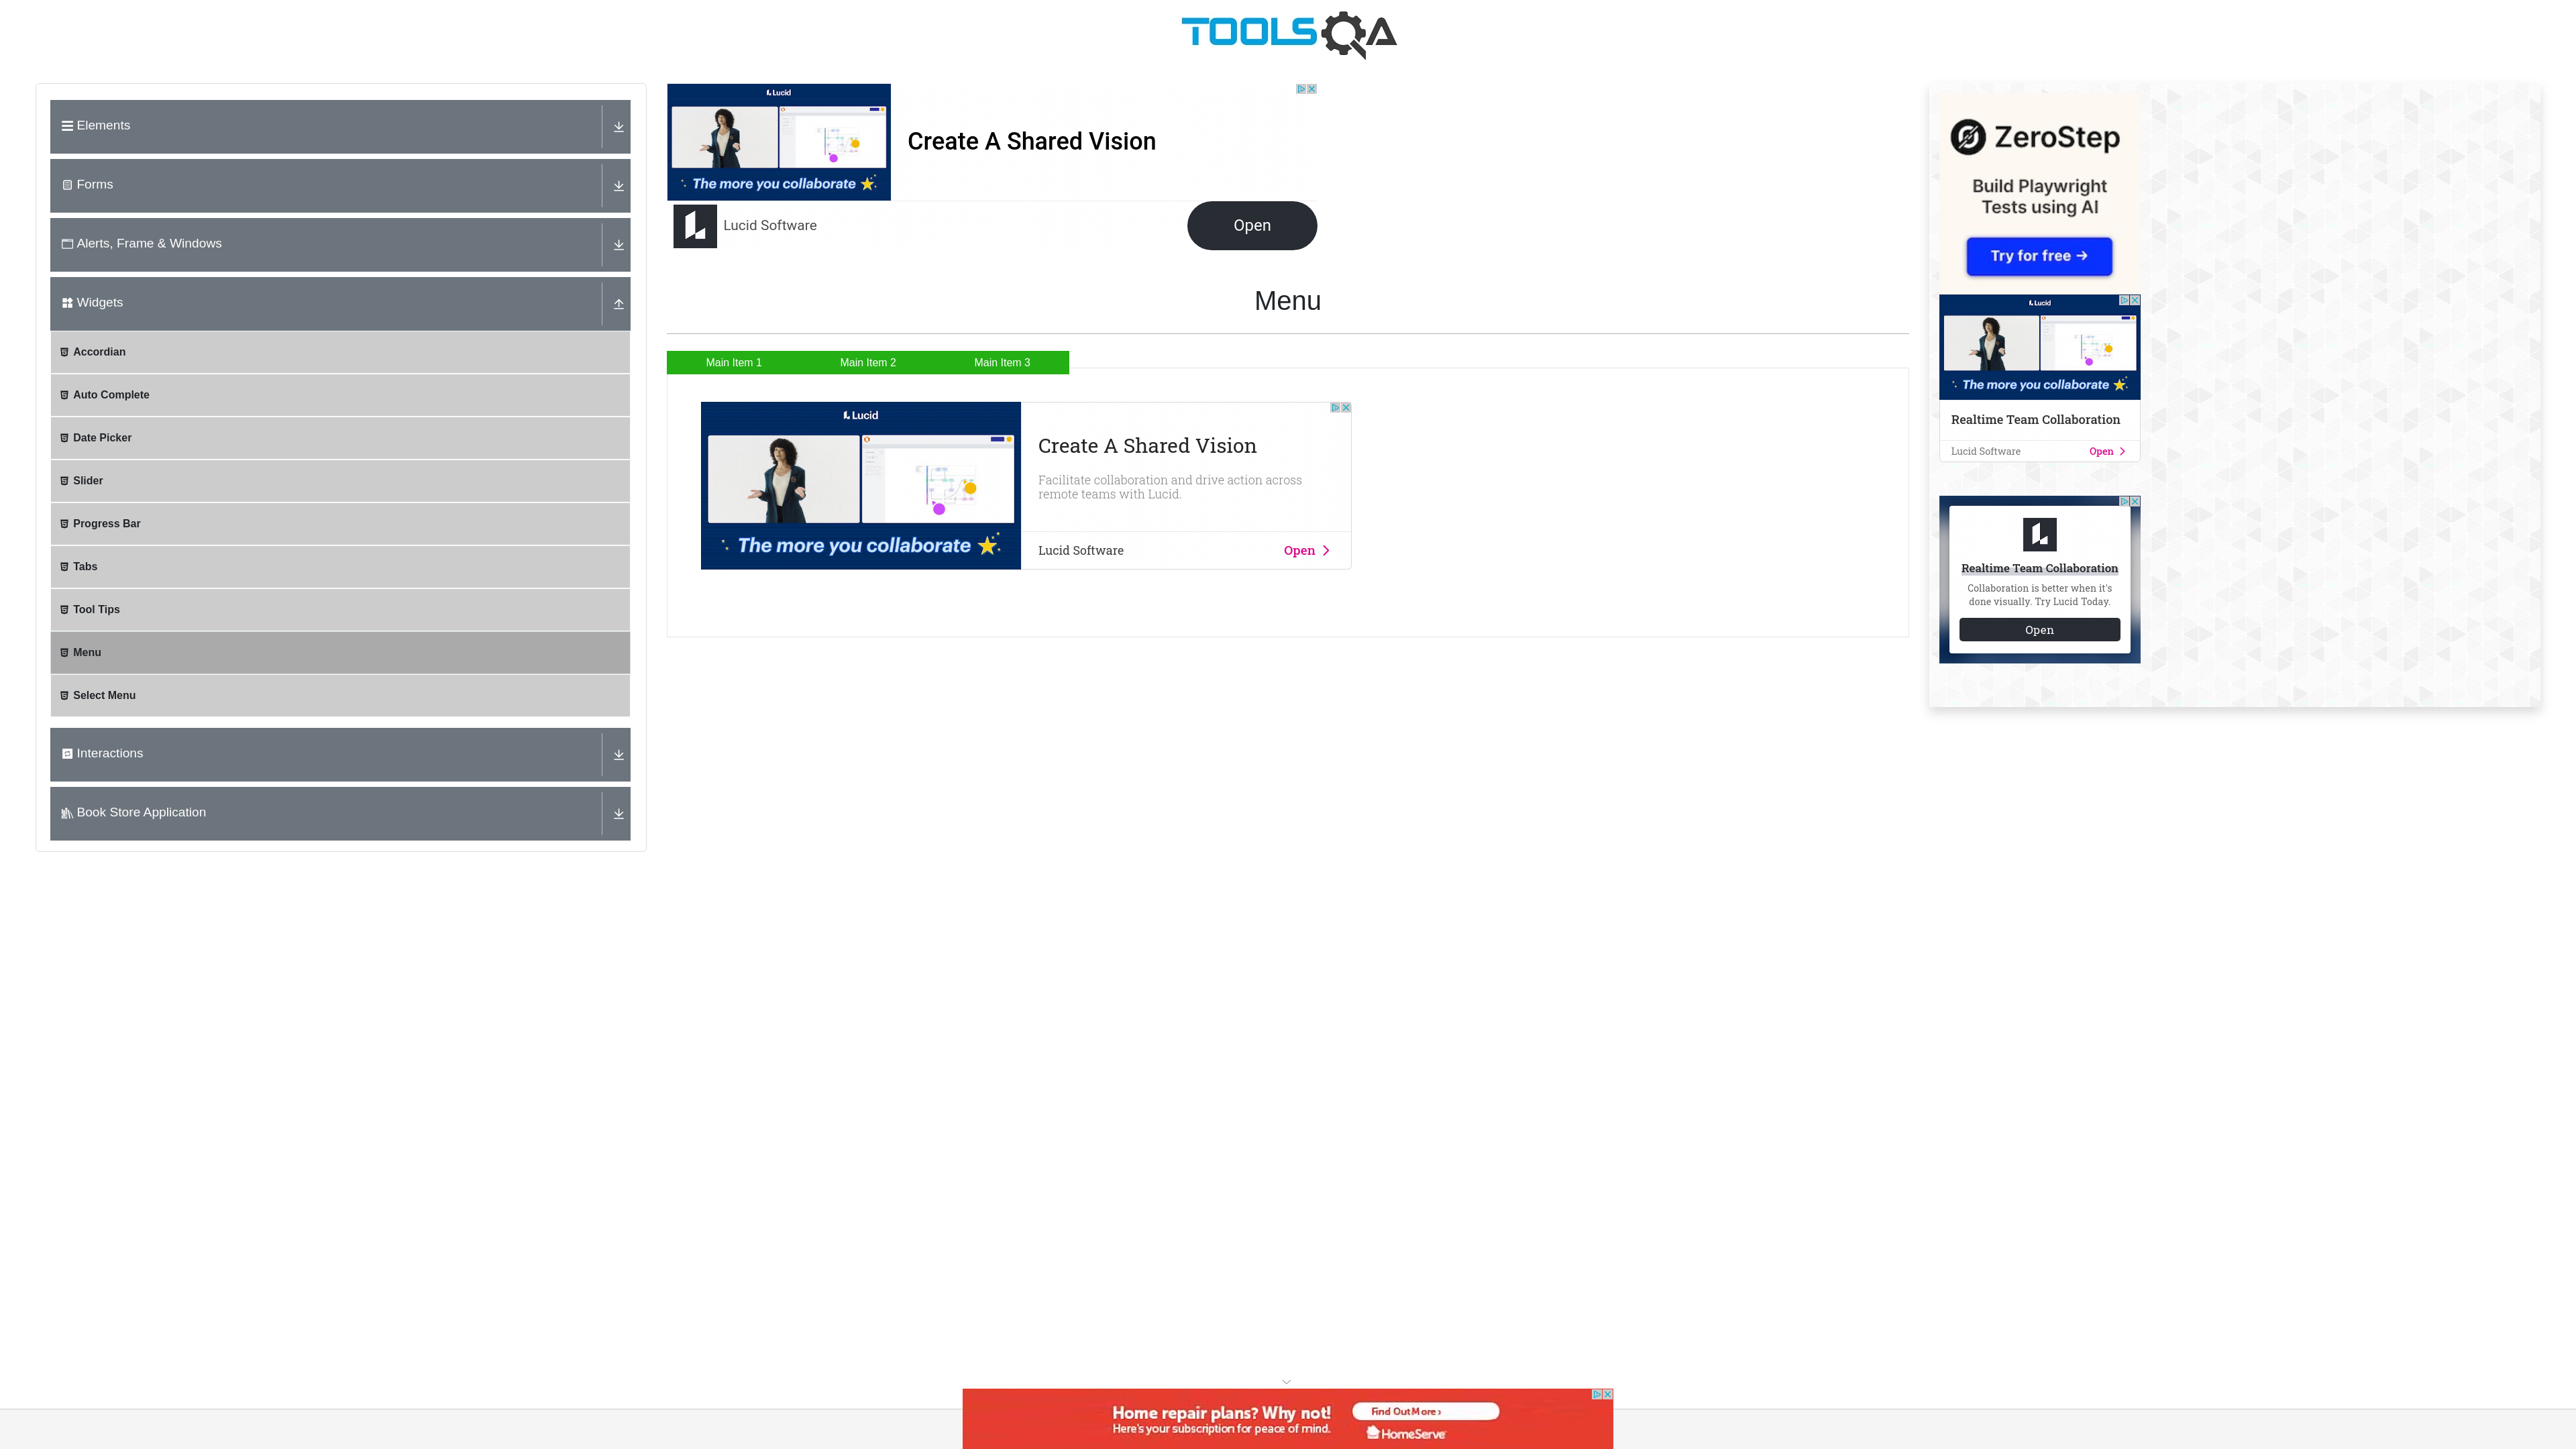 TOOLSQA
Elements
Forms
Alerts, Frame & Windows
Widgets
Accordian
Auto Complete
Date Picker
Slider
Progress Bar
Tabs
Tool Tips
Menu
Select Menu
Interactions
Book Store Application
Lucid
The more you collaborate
Create A Shared Vision
Lucid Software
Open
Menu
Main Item 1
Main Item 2
Main Item 3
Lucid
The more you collaborate
Create A Shared Vision
Facilitate collaboration and drive action across
remote teams with Lucid.
Lucid Software
Open
ZeroStep
Build Playwright
Tests using AI
Try for free →
Lucid
The more you collaborate
Realtime Team Collaboration
Lucid Software
Open
Realtime Team Collaboration
Collaboration is better when it's
done visually. Try Lucid Today.
Open
Home repair plans? Why not!
Here's your subscription for peace of mind.
Find Out More ›
HomeServe